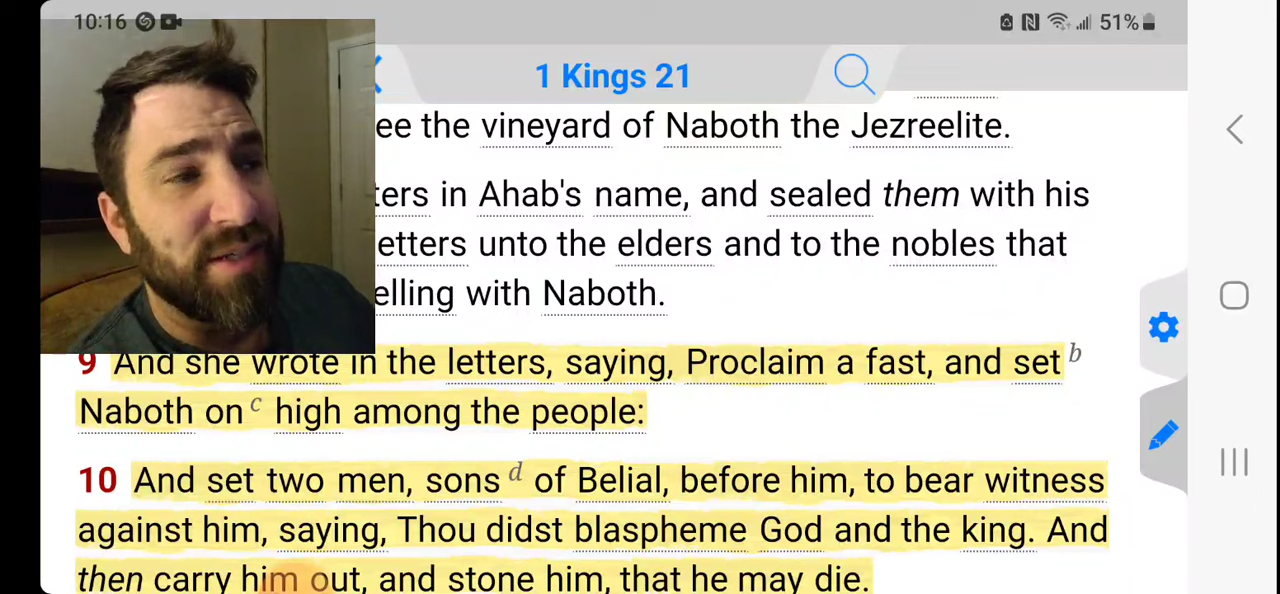 10:16
51%
1 Kings 21
ee the vineyard of Naboth the Jezreelite.
ters in Ahab's name, and sealed them with his
etters unto the elders and to the nobles that
elling with Naboth.
9 And she wrote in the letters, saying, Proclaim a fast, and set b
Naboth on c high among the people:
10 And set two men, sons d of Belial, before him, to bear witness
against him, saying, Thou didst blaspheme God and the king. And
then carry him out, and stone him, that he may die.